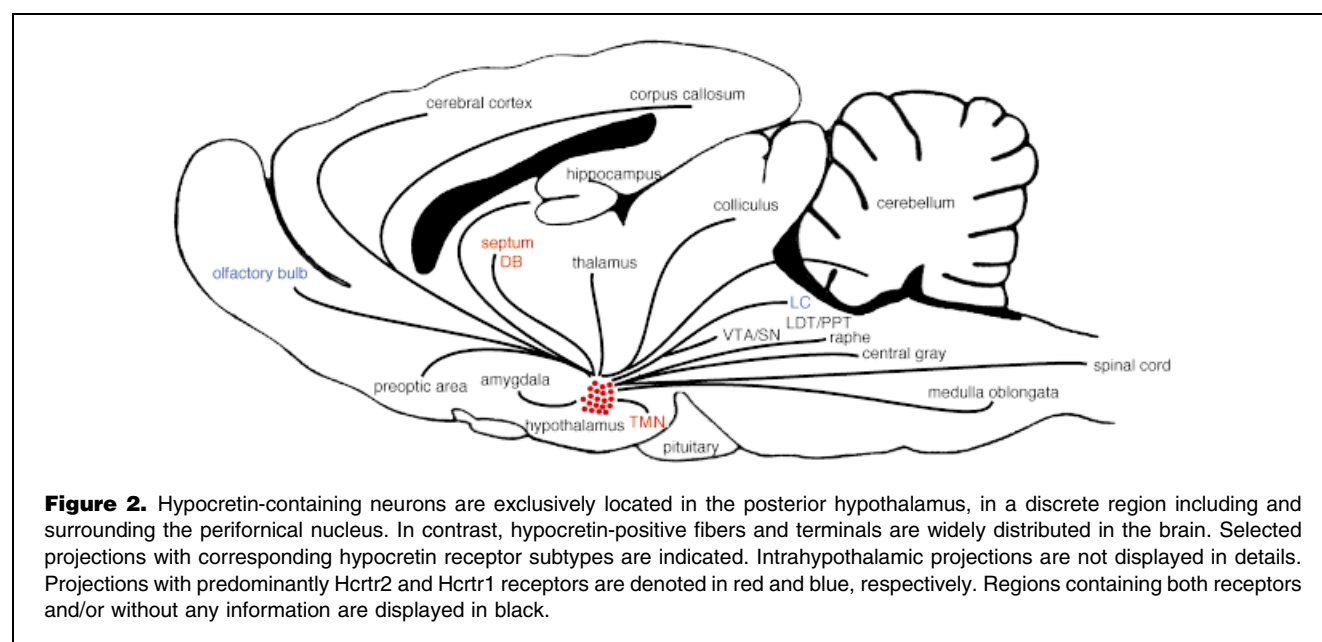 cerebral cortex
corpus callosum
hippocampus
colliculus
cerebellum
septum
DB
thalamus
olfactory bulb
LC
LDT/PPT
VTA/SN
raphe
central gray
spinal cord
preoptic area
amygdala
medulla oblongata
hypothalamus
TMN
pituitary
Figure 2. Hypocretin-containing neurons are exclusively located in the posterior hypothalamus, in a discrete region including and
surrounding the perifornical nucleus. In contrast, hypocretin-positive fibers and terminals are widely distributed in the brain. Selected
projections with corresponding hypocretin receptor subtypes are indicated. Intrahypothalamic projections are not displayed in details.
Projections with predominantly Hcrtr2 and Hcrtr1 receptors are denoted in red and blue, respectively. Regions containing both receptors
and/or without any information are displayed in black.